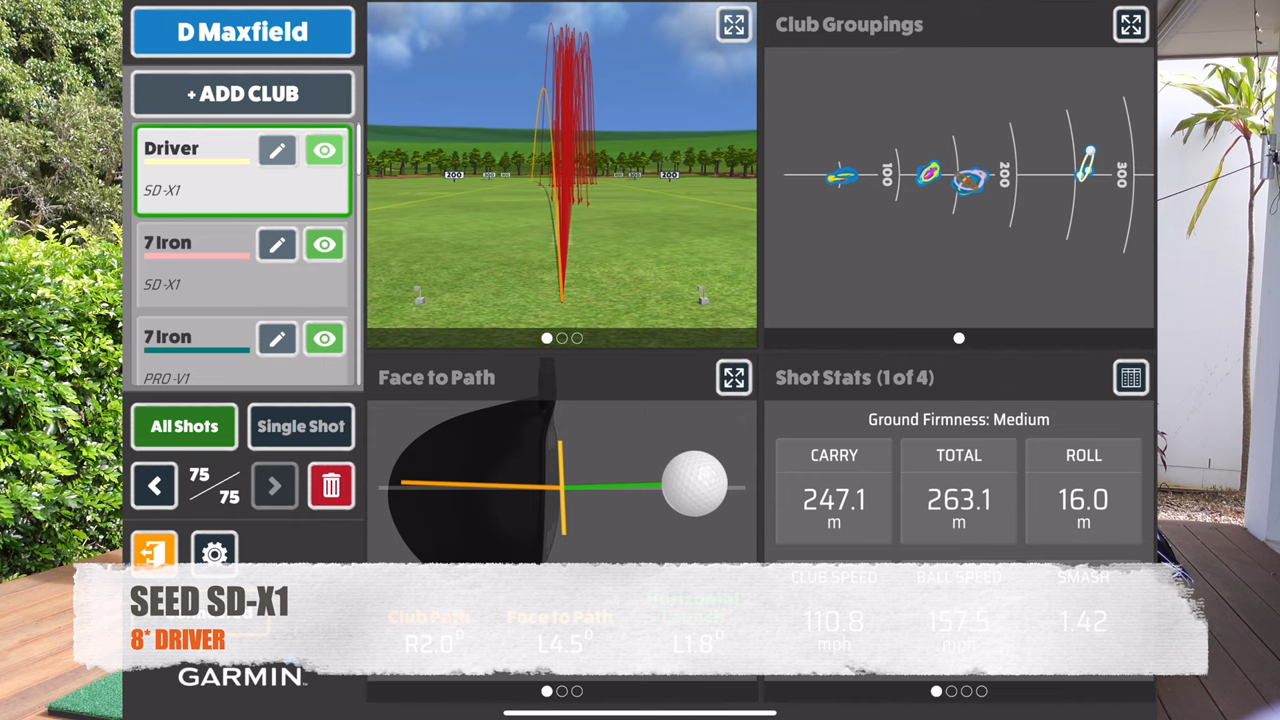 D Maxfield
+ ADD CLUB
Driver
SD-X1
7 Iron
SD-X1
7 Iron
PRO-V1
All Shots
Single Shot
75
75
GARMIN™
200
300
300
200
Club Groupings
100
200
300
Face to Path
Club Path
Face to Path
Horizontal
R2.0°
L4.5°
L1.8°
Shot Stats (1 of 4)
Ground Firmness: Medium
CARRY
TOTAL
ROLL
247.1
263.1
16.0
m
m
m
CLUB SPEED
BALL SPEED
SMASH
110.8
157.5
1.42
mph
mph
SEED SD-X1
8* DRIVER